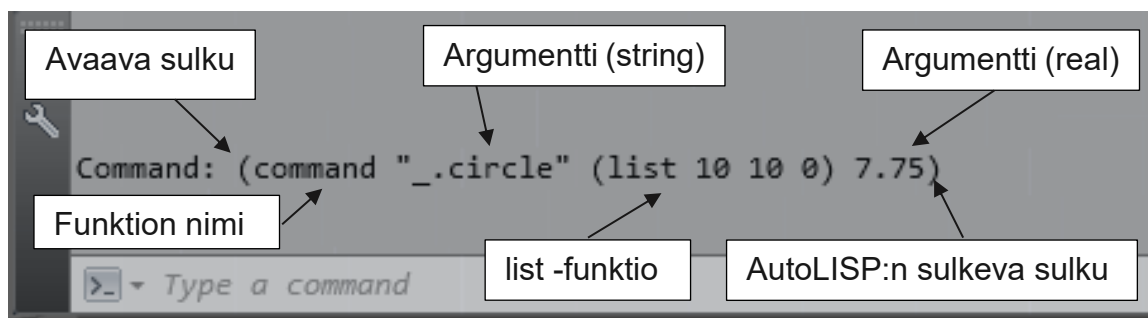 Avaava sulku
Argumentti (string)
Argumentti (real)
Command: (command "_.circle" (list 10 10 0) 7.75)
Funktion nimi
list -funktio
AutoLISP:n sulkeva sulku
>_ Type a command